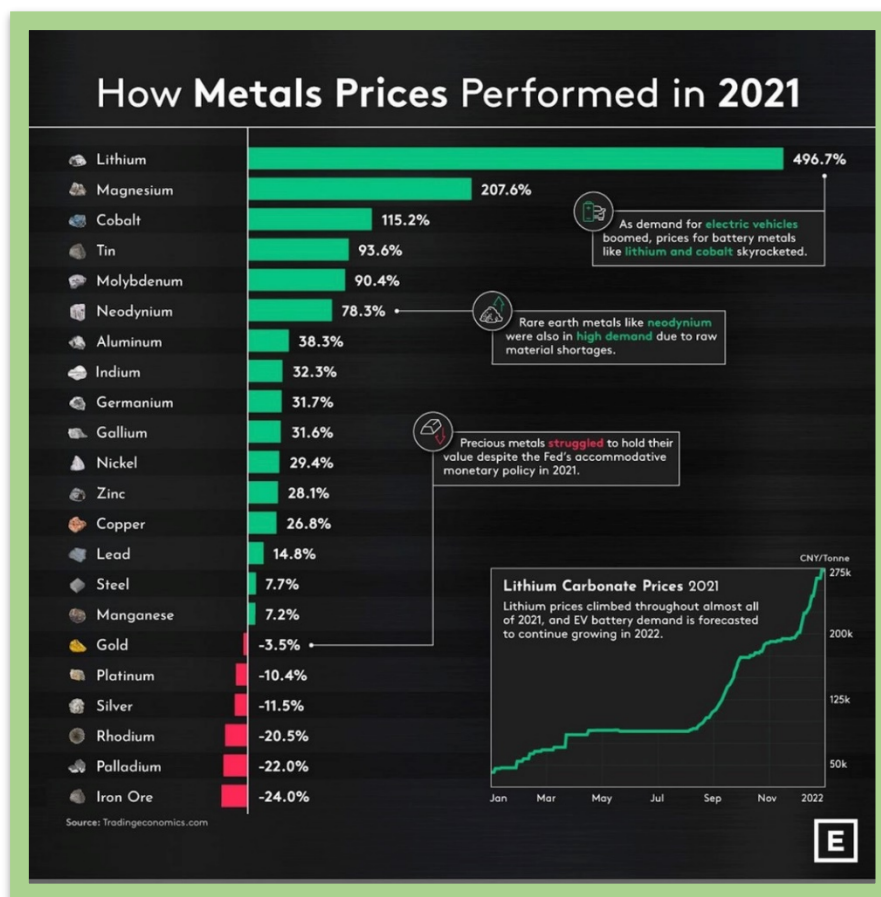 How Metals Prices Performed in 2021
Lithium 496.7%
Magnesium 207.6%
Cobalt 115.2%
Tin 93.6%
Molybdenum 90.4%
Neodynium 78.3%
Aluminum 38.3%
Indium 32.3%
Germanium 31.7%
Gallium 31.6%
Nickel 29.4%
Zinc 28.1%
Copper 26.8%
Lead 14.8%
Steel 7.7%
Manganese 7.2%
Gold -3.5%
Platinum -10.4%
Silver -11.5%
Rhodium -20.5%
Palladium -22.0%
Iron Ore -24.0%
As demand for electric vehicles
boomed, prices for battery metals
like lithium and cobalt skyrocketed.
Rare earth metals like neodynium
were also in high demand due to raw
material shortages.
Precious metals struggled to hold their
value despite the Fed's accommodative
monetary policy in 2021.
CNY/Tonne
Lithium Carbonate Prices 2021
Lithium prices climbed throughout almost all
of 2021, and EV battery demand is forecasted
to continue growing in 2022.
275k
200k
125k
50k
Jan Mar May Jul Sep Nov 2022
Source: Tradingeconomics.com
E